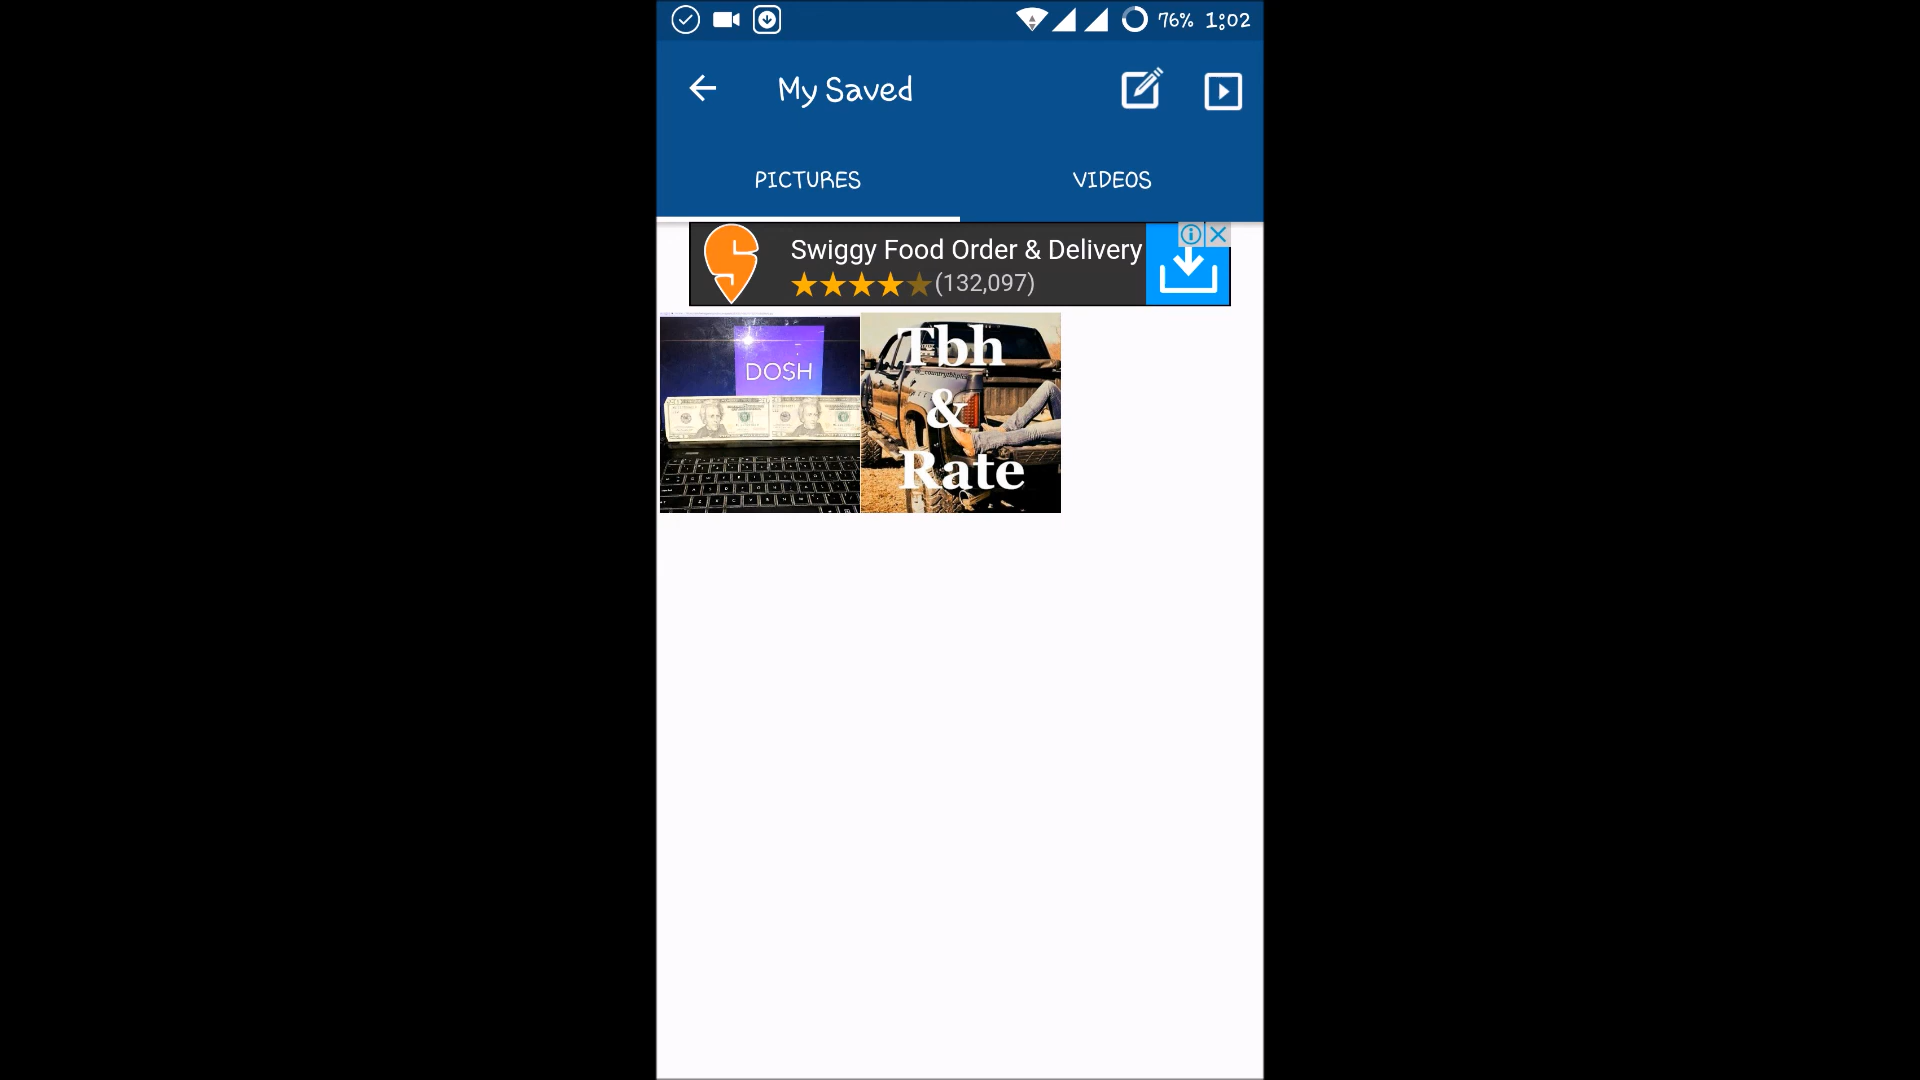 76% 1:02
My Saved
PICTURES VIDEOS
Swiggy Food Order & Delivery
(132,097)
DOSH
Tbh
&
Rate